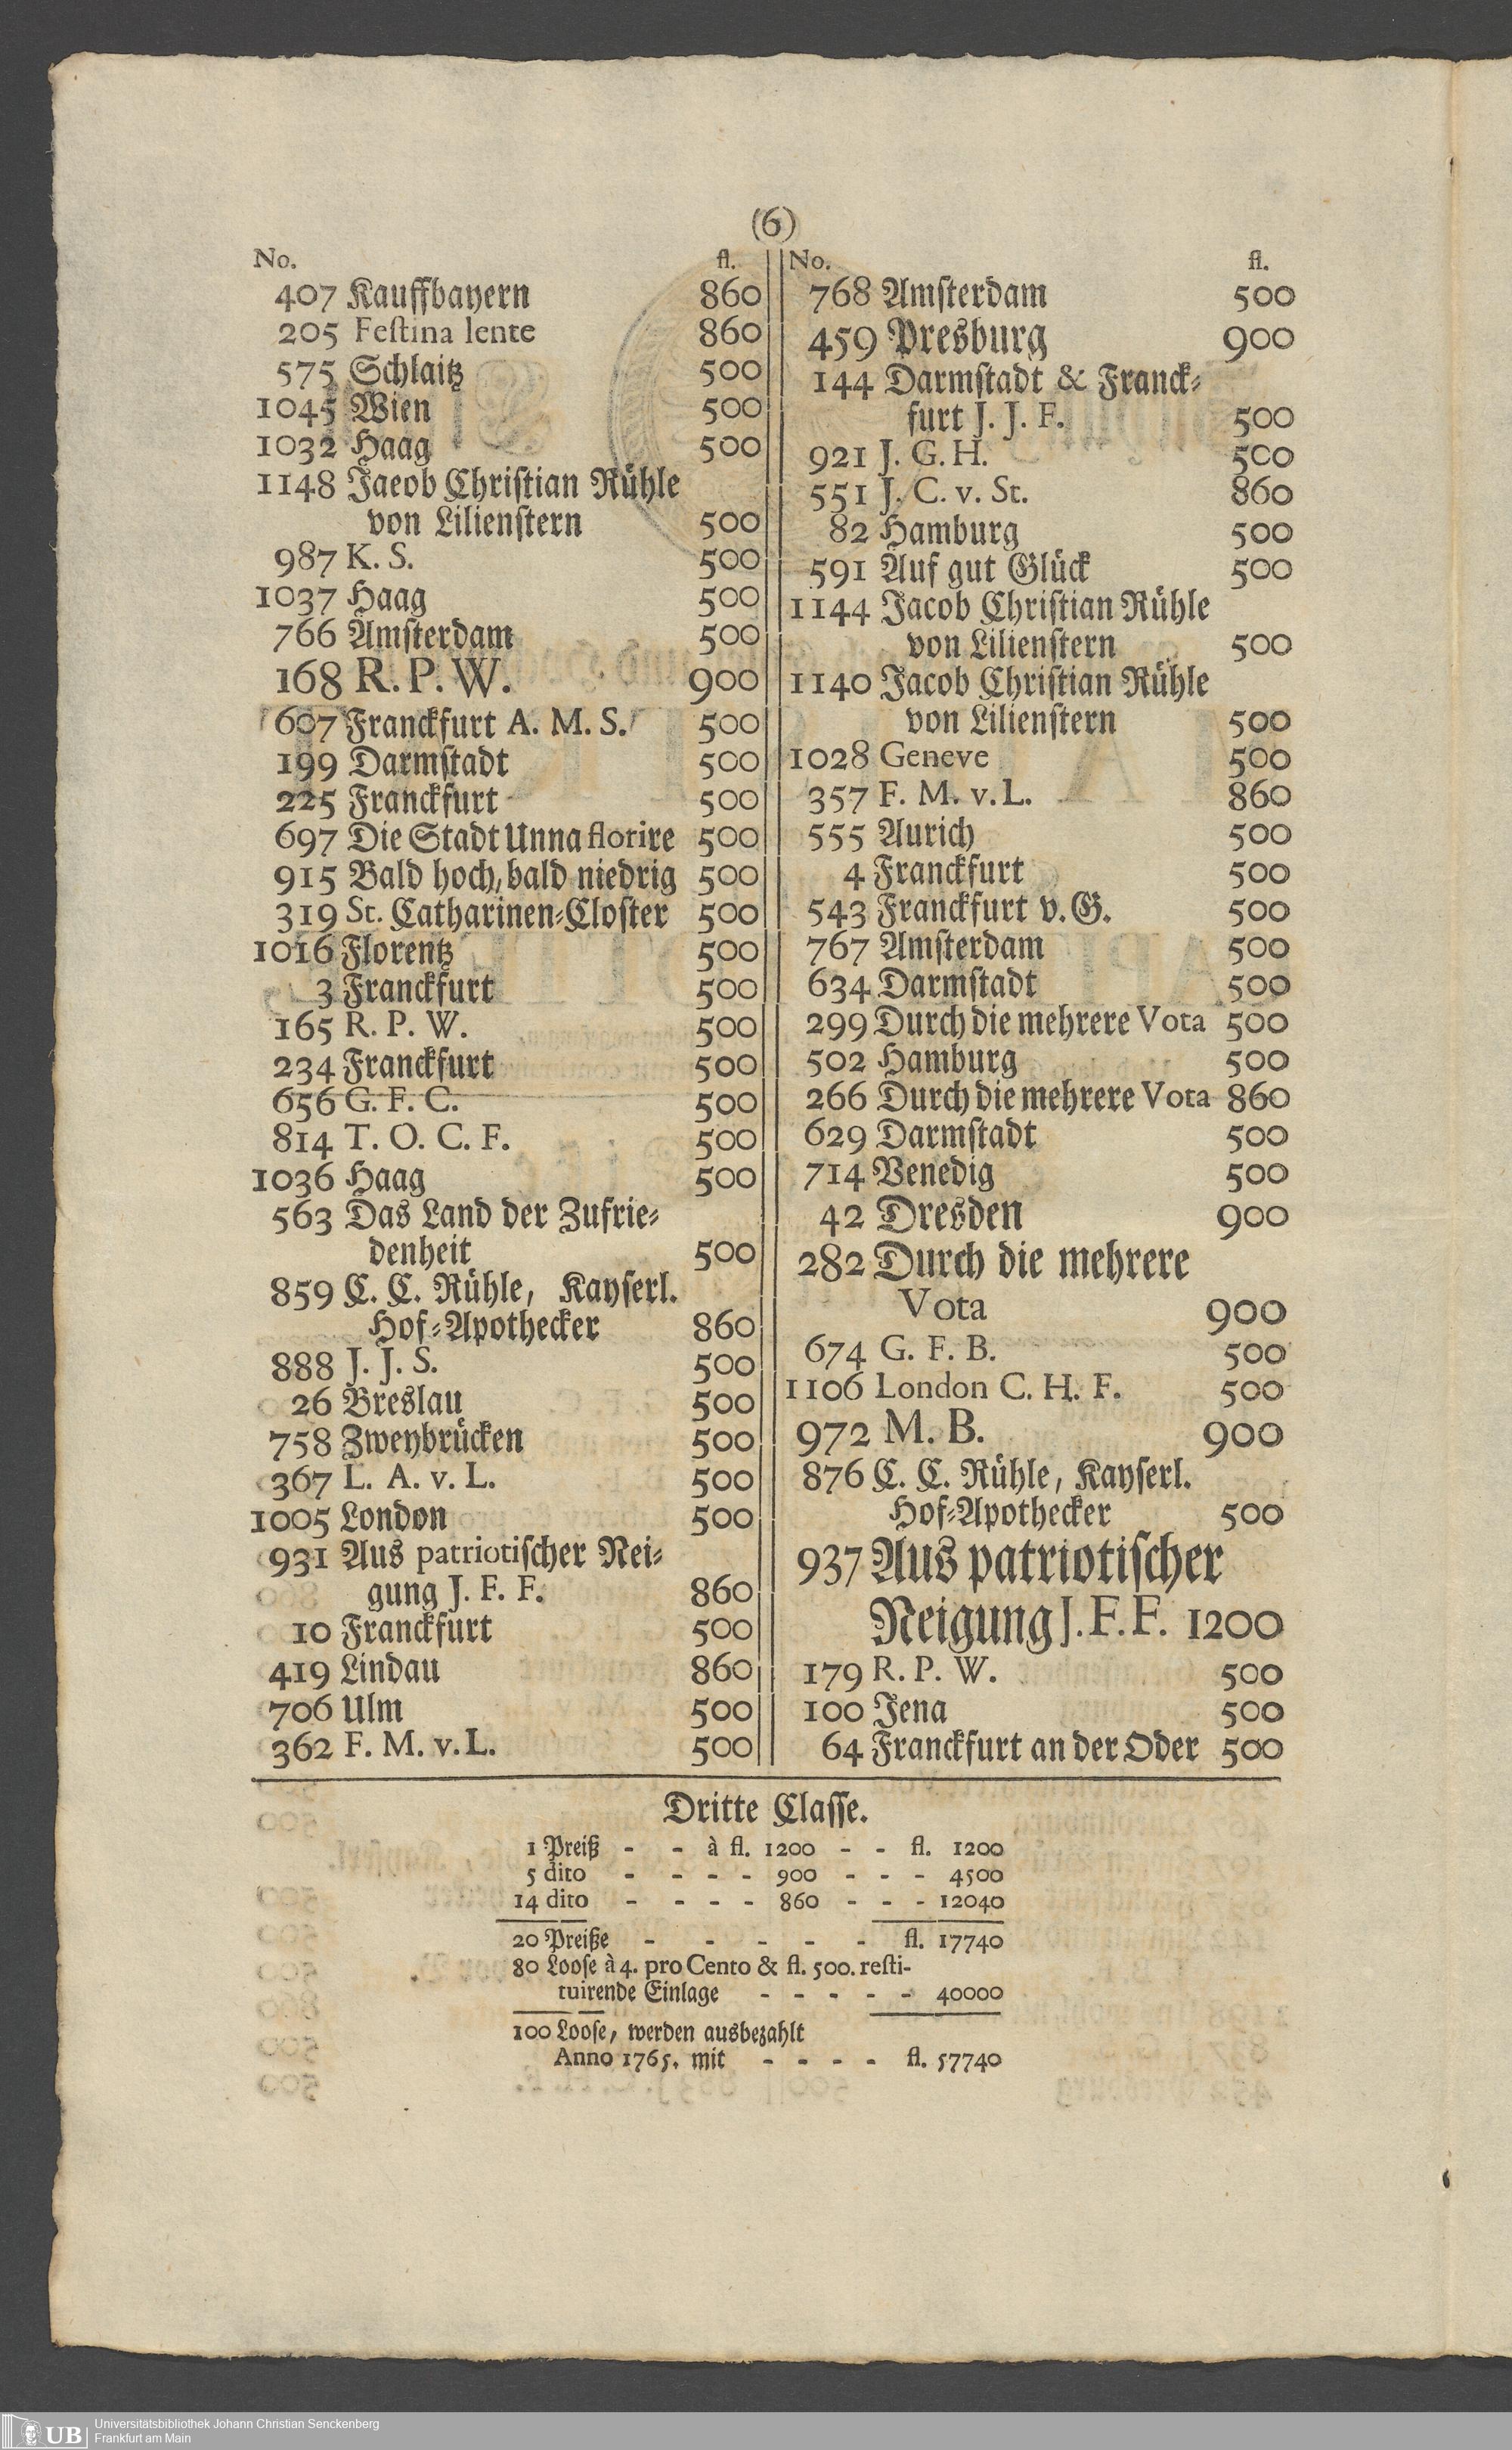 (6)
No. fl.
407 Kauffbayern 860
205 Festina lente 860
575 Schlaitz 500
1045 Wien 500
1032 Haag 500
1148 Jaeob Christian Rühle
von Lilienstern 500
987 K. S. 500
1037 Haag 500
766 Amsterdam 500
168 R. P. W. 900
607 Franckfurt A. M. S. 500
199 Darmstadt 500
225 Franckfurt 500
697 Die Stadt Unna florire 500
915 Bald hoch, bald niedrig 500
319 St. Catharinen-Closter 500
1016 Florentz 500
3 Franckfurt 500
165 R. P. W. 500
234 Franckfurt 500
656 G. F. C. 500
814 T. O. C. F. 500
1036 Haag 500
563 Das Land der Zufrie-
denheit 500
859 C. C. Rühle, Kayserl.
Hof-Apothecker 860
888 J. J. S. 500
26 Breslau 500
758 Zweybrücken 500
367 L. A. v. L. 500
1005 London 500
931 Aus patriotischer Nei-
gung J. F. F. 860
10 Franckfurt 500
419 Lindau 860
706 Ulm 500
362 F. M. v. L. 500
No. fl.
768 Amsterdam 500
459 Presburg 900
144 Darmstadt & Franck-
furt J. J. F. 500
921 J. G. H. 500
551 J. C. v. St. 860
82 Hamburg 500
591 Auf gut Glück 500
1144 Jacob Christian Rühle
von Lilienstern 500
1140 Jacob Christian Rühle
von Lilienstern 500
1028 Geneve 500
357 F. M. v. L. 860
555 Aurich 500
4 Franckfurt 500
543 Franckfurt v. G. 500
767 Amsterdam 500
634 Darmstadt 500
299 Durch die mehrere Vota 500
502 Hamburg 500
266 Durch die mehrere Vota 860
629 Darmstadt 500
714 Venedig 500
42 Dresden 900
282 Durch die mehrere
Vota 900
674 G. F. B. 500
1106 London C. H. F. 500
972 M. B. 900
876 C. C. Rühle, Kayserl.
Hof-Apothecker 500
937 Aus patriotischer
Neigung J. F. F. 1200
179 R. P. W. 500
100 Jena 500
64 Franckfurt an der Oder 500
Dritte Classe.
1 Preiß - - à fl. 1200 - - fl. 1200
5 dito - - - - 900 - - - 4500
14 dito - - - - 860 - - - 12040
20 Preiße - - - - - fl. 17740
80 Loose à 4. pro Cento & fl. 500. resti-
tuirende Einlage - - - - - 40000
100 Loose, werden ausbezahlt
Anno 1765. mit - - - - fl. 57740
UB
Universitätsbibliothek Johann Christian Senckenberg
Frankfurt am Main